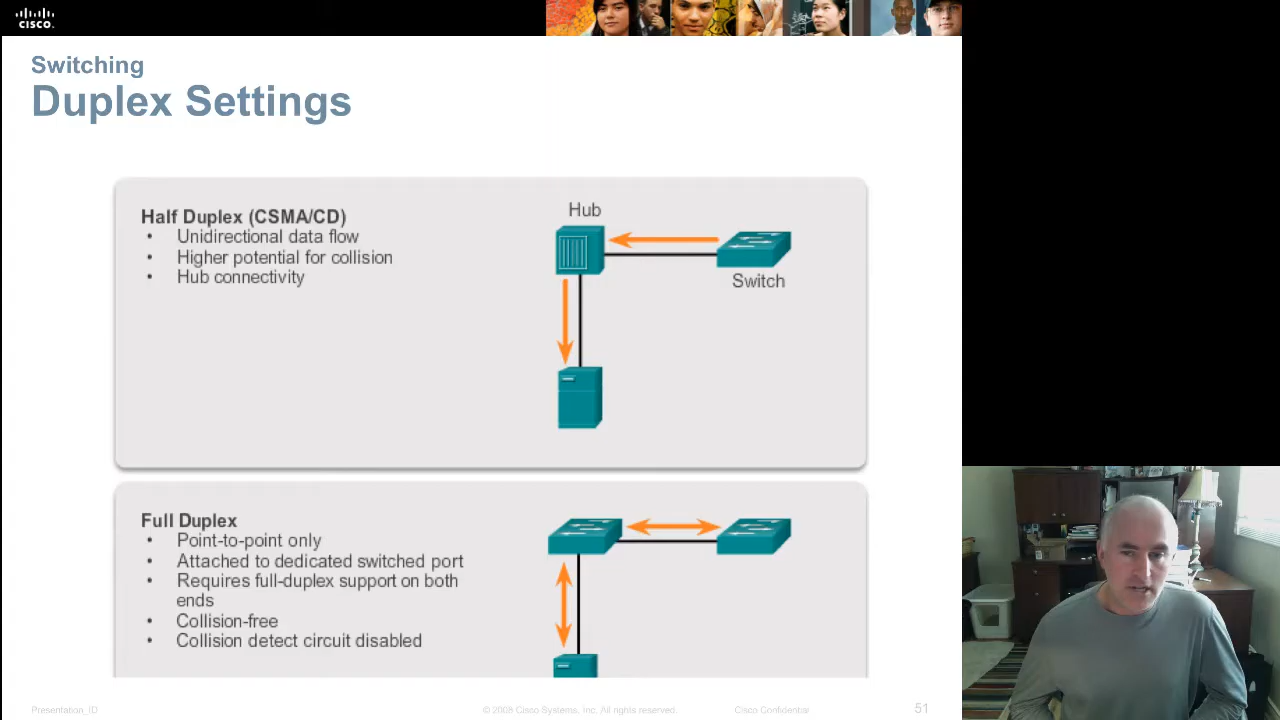 CISCO.
Switching
Duplex Settings
Half Duplex (CSMA/CD)
• Unidirectional data flow
• Higher potential for collision
• Hub connectivity
Hub
Switch
Full Duplex
• Point-to-point only
• Attached to dedicated switched port
• Requires full-duplex support on both
ends
• Collision-free
• Collision detect circuit disabled
Presentation_ID
© 2008 Cisco Systems, Inc. All rights reserved.
Cisco Confidential
51